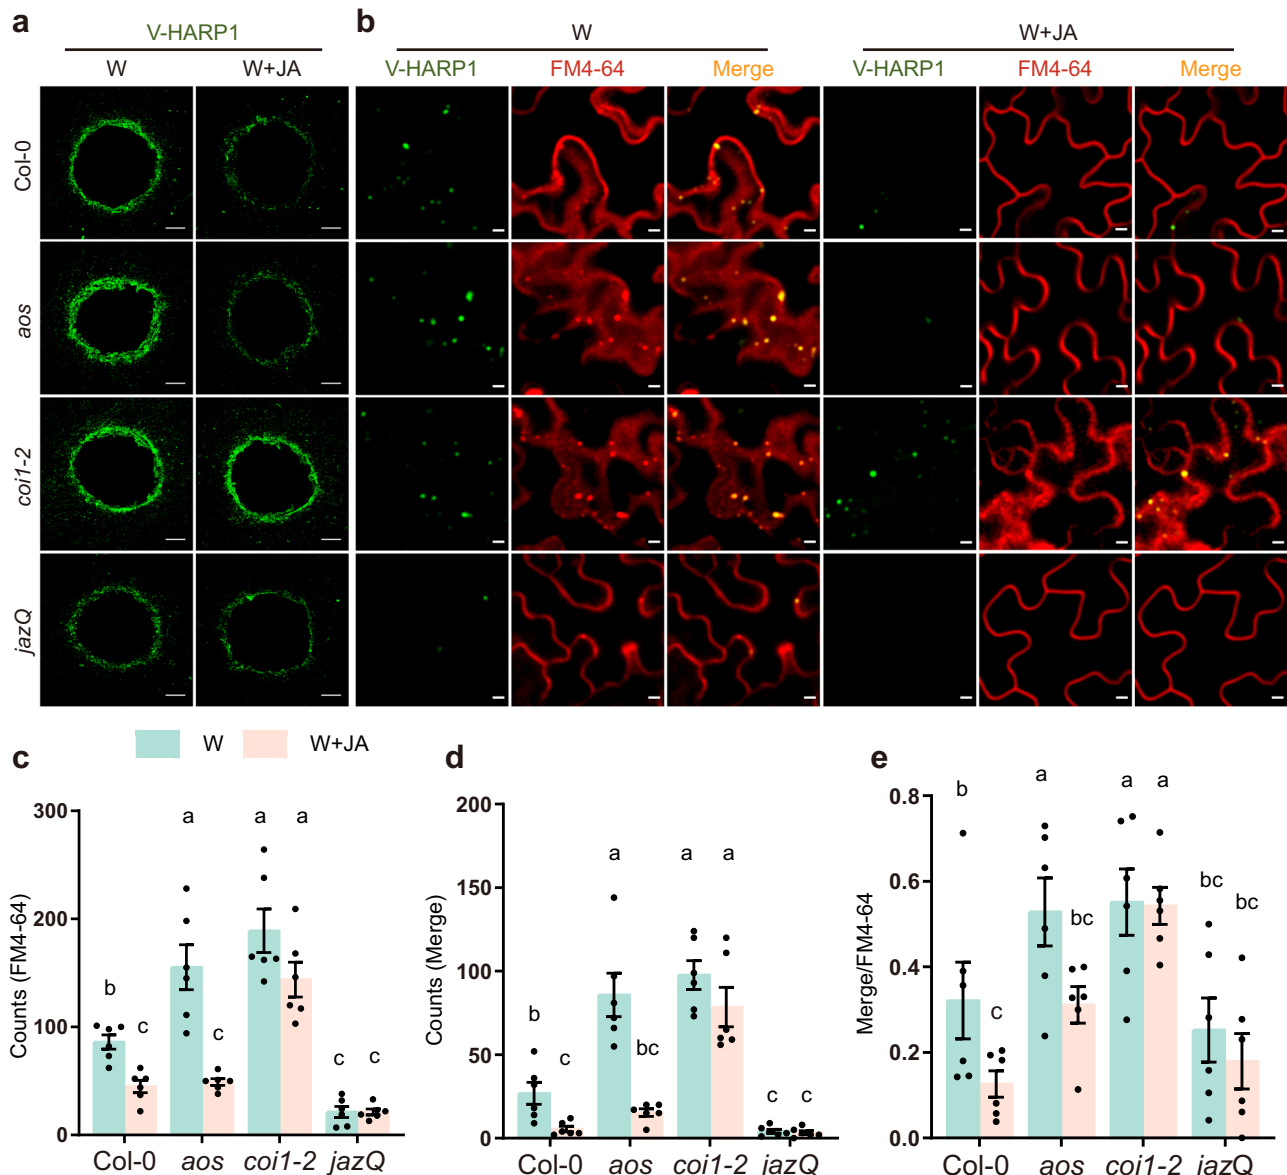 a
V-HARP1
W
W+JA
b
W
W+JA
V-HARP1
FM4-64
Merge
V-HARP1
FM4-64
Merge
Col-0
aos
coi1-2
jazQ
W
W+JA
c
Counts (FM4-64)
300
200
100
0
b
c
a
c
a
a
c
c
Col-0
aos
coi1-2
jazQ
d
Counts (Merge)
200
150
100
50
0
b
c
a
bc
a
a
c
c
Col-0
aos
coi1-2
jazQ
e
Merge/FM4-64
0.8
0.6
0.4
0.2
0.0
b
c
a
bc
a
a
bc
bc
Col-0
aos
coi1-2
jazQ